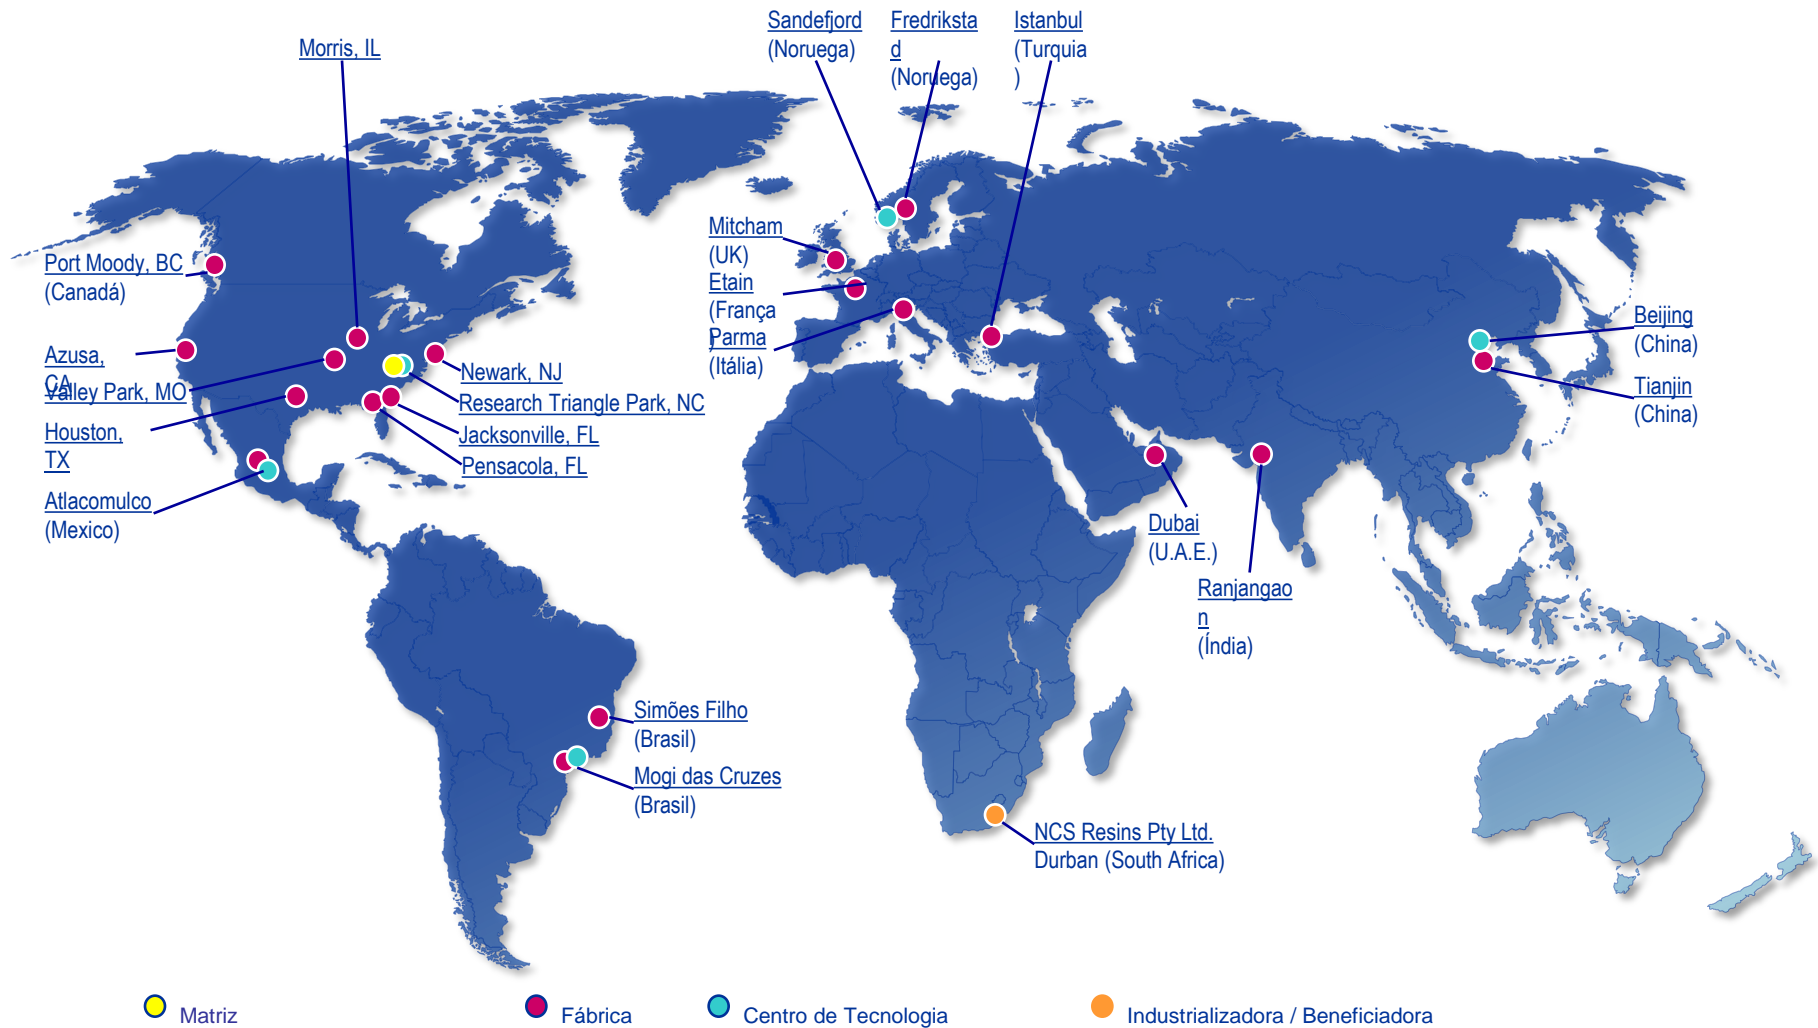 Sandefjord
(Noruega)
Fredriksta
d
(Noruega)
Istanbul
(Turquia
)
Morris, IL
Mitcham
(UK)
Etain
(França
)
Parma
(Itália)
Port Moody, BC
(Canadá)
Azusa,
CA
Valley Park, MO
Houston,
TX
Atlacomulco
(Mexico)
Newark, NJ
Research Triangle Park, NC
Jacksonville, FL
Pensacola, FL
Beijing
(China)
Tianjin
(China)
Dubai
(U.A.E.)
Ranjangao
n
(Índia)
Simões Filho
(Brasil)
Mogi das Cruzes
(Brasil)
NCS Resins Pty Ltd.
Durban (South Africa)
Matriz
Fábrica
Centro de Tecnologia
Industrializadora / Beneficiadora